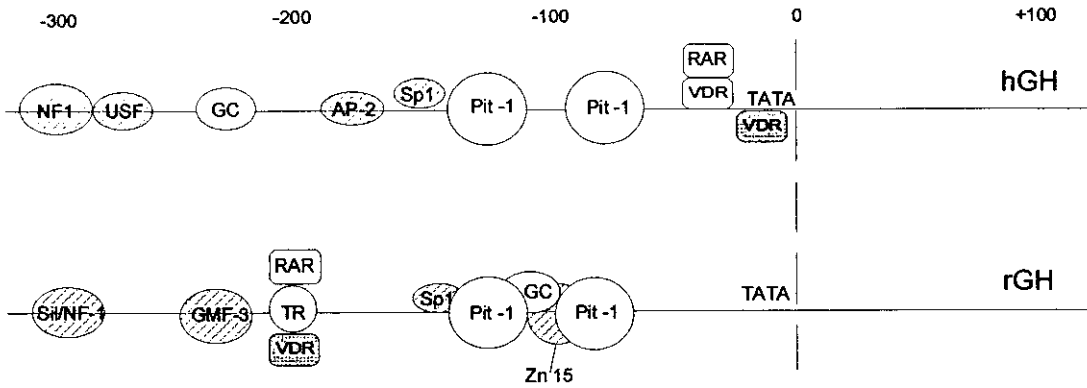 -300 -200 -100 0 +100
RAR
hGH
NF1 USF GC AP-2 Sp1 Pit -1 Pit -1 VDR TATA
VDR
RAR
rGH
Sil/NF-1 GMF-3 TR Sp1 Pit -1 GC Pit -1 TATA
VDR
Zn 15